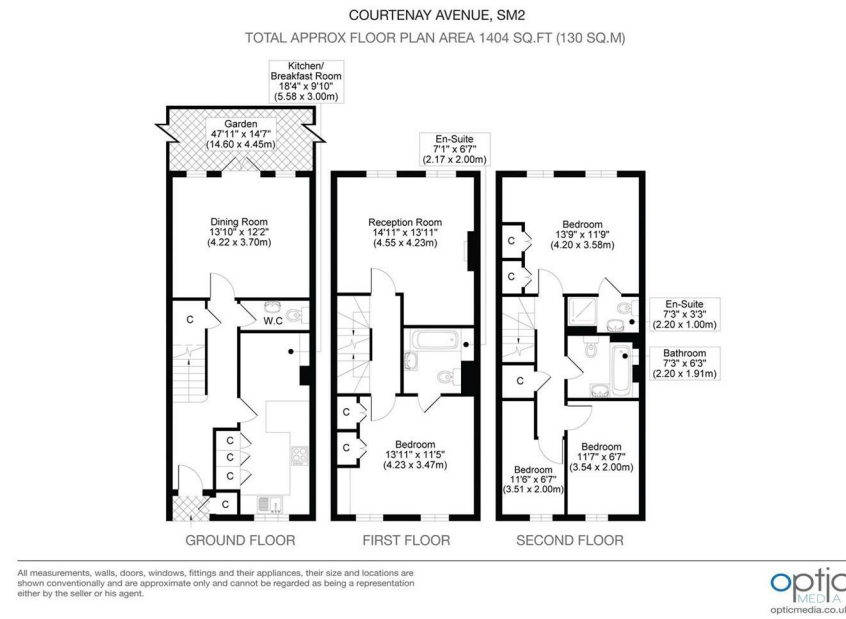 COURTENAY AVENUE, SM2
TOTAL APPROX FLOOR PLAN AREA 1404 SQ.FT (130 SQ.M)
Kitchen/
Breakfast Room
18'4" x 9'10"
(5.58 x 3.00m)
Garden
47'11" x 14'7"
(14.60 x 4.45m)
Dining Room
13'10" x 12'2"
(4.22 x 3.70m)
C
W.C
C
C
C
C
GROUND FLOOR
En-Suite
7'1" x 6'7"
(2.17 x 2.00m)
Reception Room
14'11" x 13'11"
(4.55 x 4.23m)
C
C
Bedroom
13'11" x 11'5"
(4.23 x 3.47m)
FIRST FLOOR
Bedroom
13'9" x 11'9"
(4.20 x 3.58m)
C
C
En-Suite
7'3" x 3'3"
(2.20 x 1.00m)
Bathroom
7'3" x 6'3"
(2.20 x 1.91m)
C
Bedroom
11'6" x 6'7"
(3.51 x 2.00m)
Bedroom
11'7" x 6'7"
(3.54 x 2.00m)
SECOND FLOOR
All measurements, walls, doors, windows, fittings and their appliances, their size and locations are
shown conventionally and are approximate only and cannot be regarded as being a representation
either by the seller or his agent.
optic
MEDIA
opticmedia.co.u